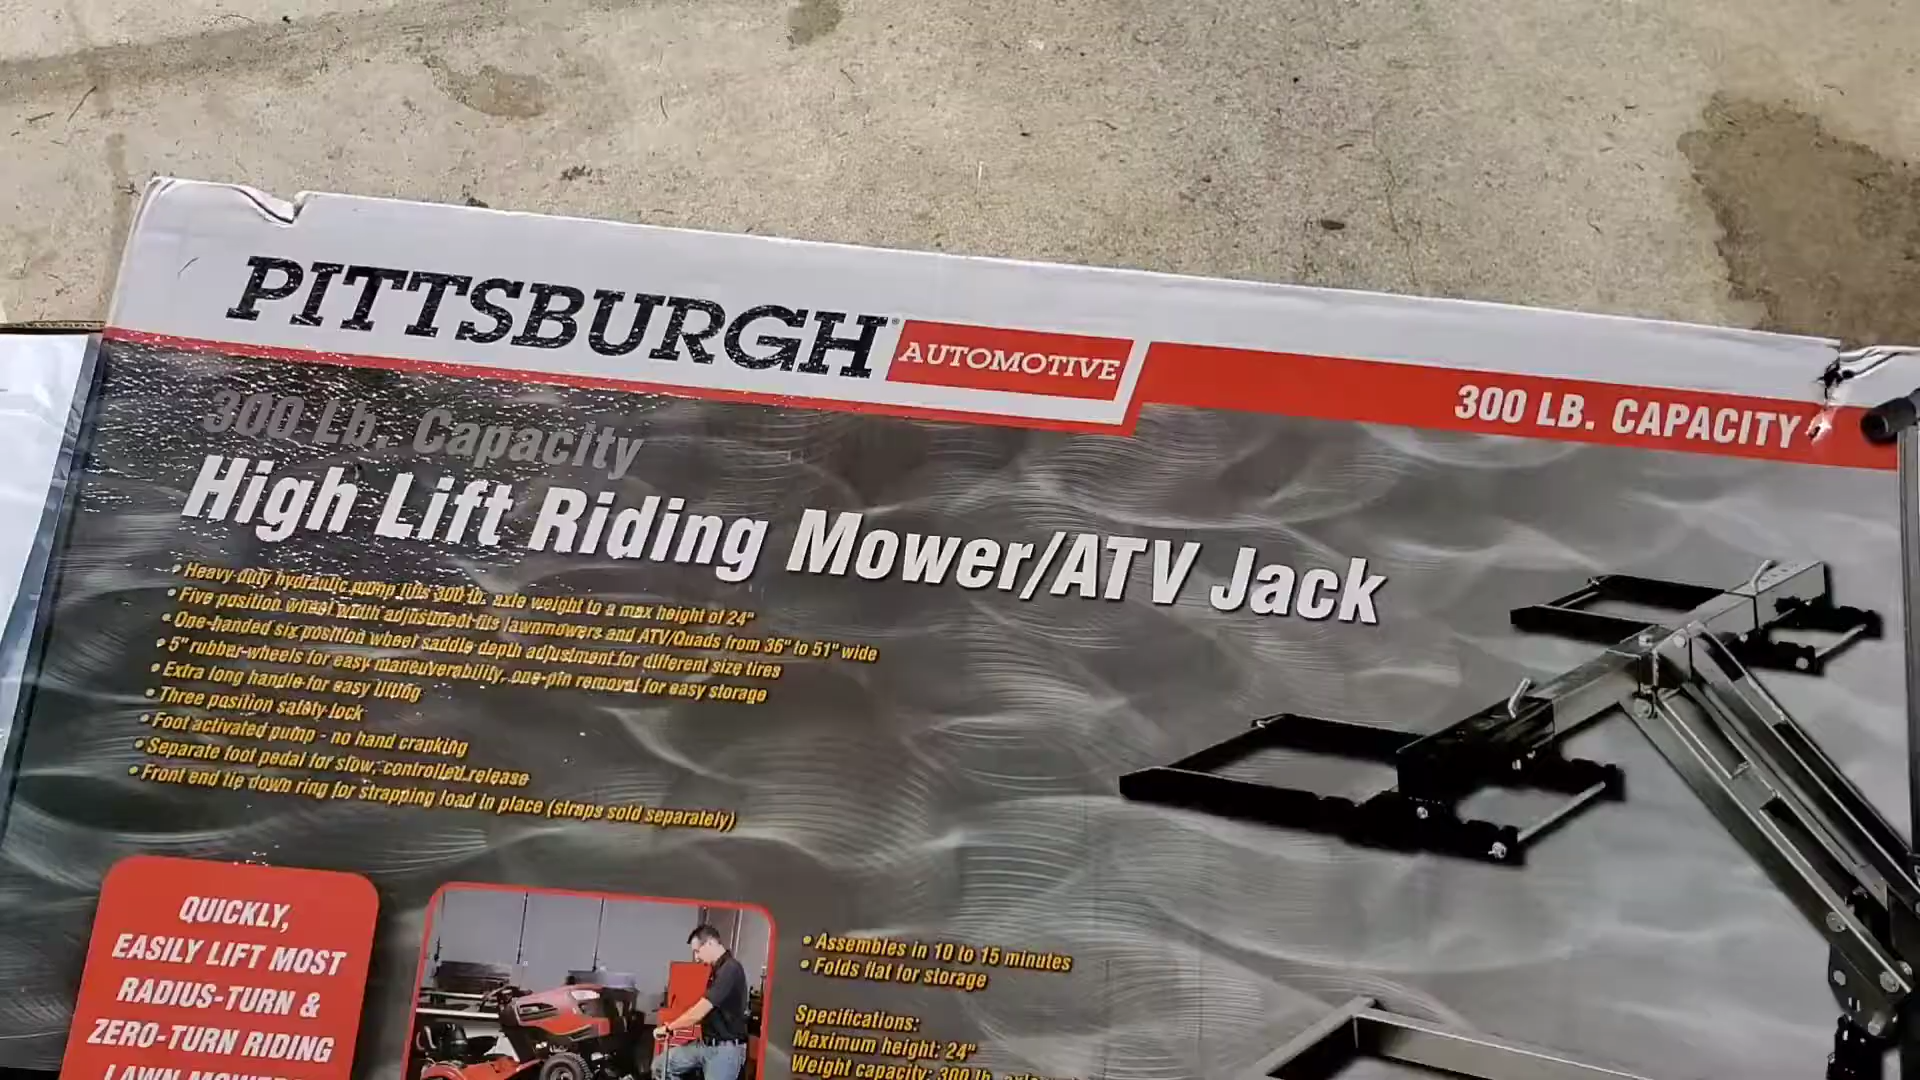 PITTSBURGH® AUTOMOTIVE
300 LB. CAPACITY
300 Lb. Capacity
High Lift Riding Mower/ATV Jack
• Heavy duty hydraulic pump lifts 300 lb. axle weight to a max height of 24"
• Five position wheel width adjustment fits lawnmowers and ATV/Quads from 36" to 51" wide
• One-handed six position wheel saddle depth adjustment for different size tires
• 5" rubber wheels for easy maneuverability, one-pin removal for easy storage
• Extra long handle for easy lifting
• Three position safety lock
• Foot activated pump - no hand cranking
• Separate foot pedal for slow, controlled release
• Front end tie down ring for strapping load in place (straps sold separately)
QUICKLY,
EASILY LIFT MOST
RADIUS-TURN &
ZERO-TURN RIDING
• Assembles in 10 to 15 minutes
• Folds flat for storage
Specifications:
Maximum height: 24"
Weight capacity: 300 lb.